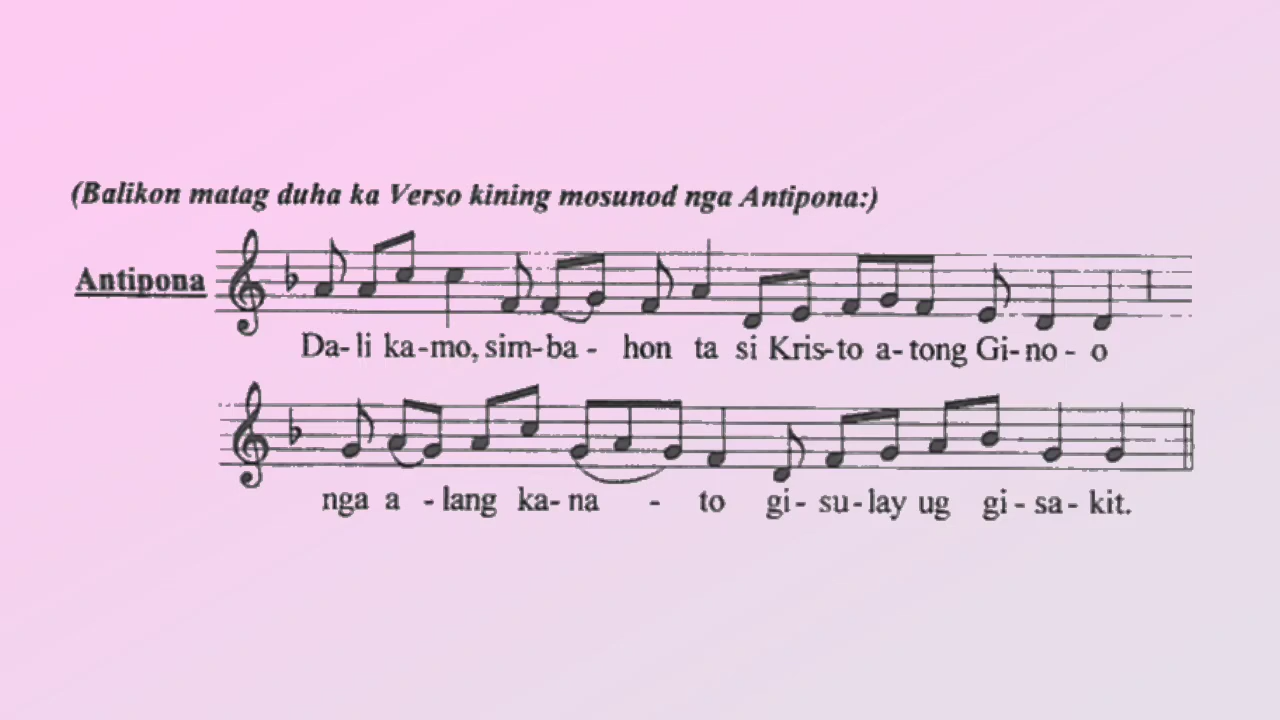 (Balikon matag duha ka Verso kining mosunod nga Antipona:)
Antipona
Da- li ka-mo, sim-ba - hon ta si Kris-to a-tong Gi-no - o
nga a - lang ka- na - to gi- su-lay ug gi - sa - kit.